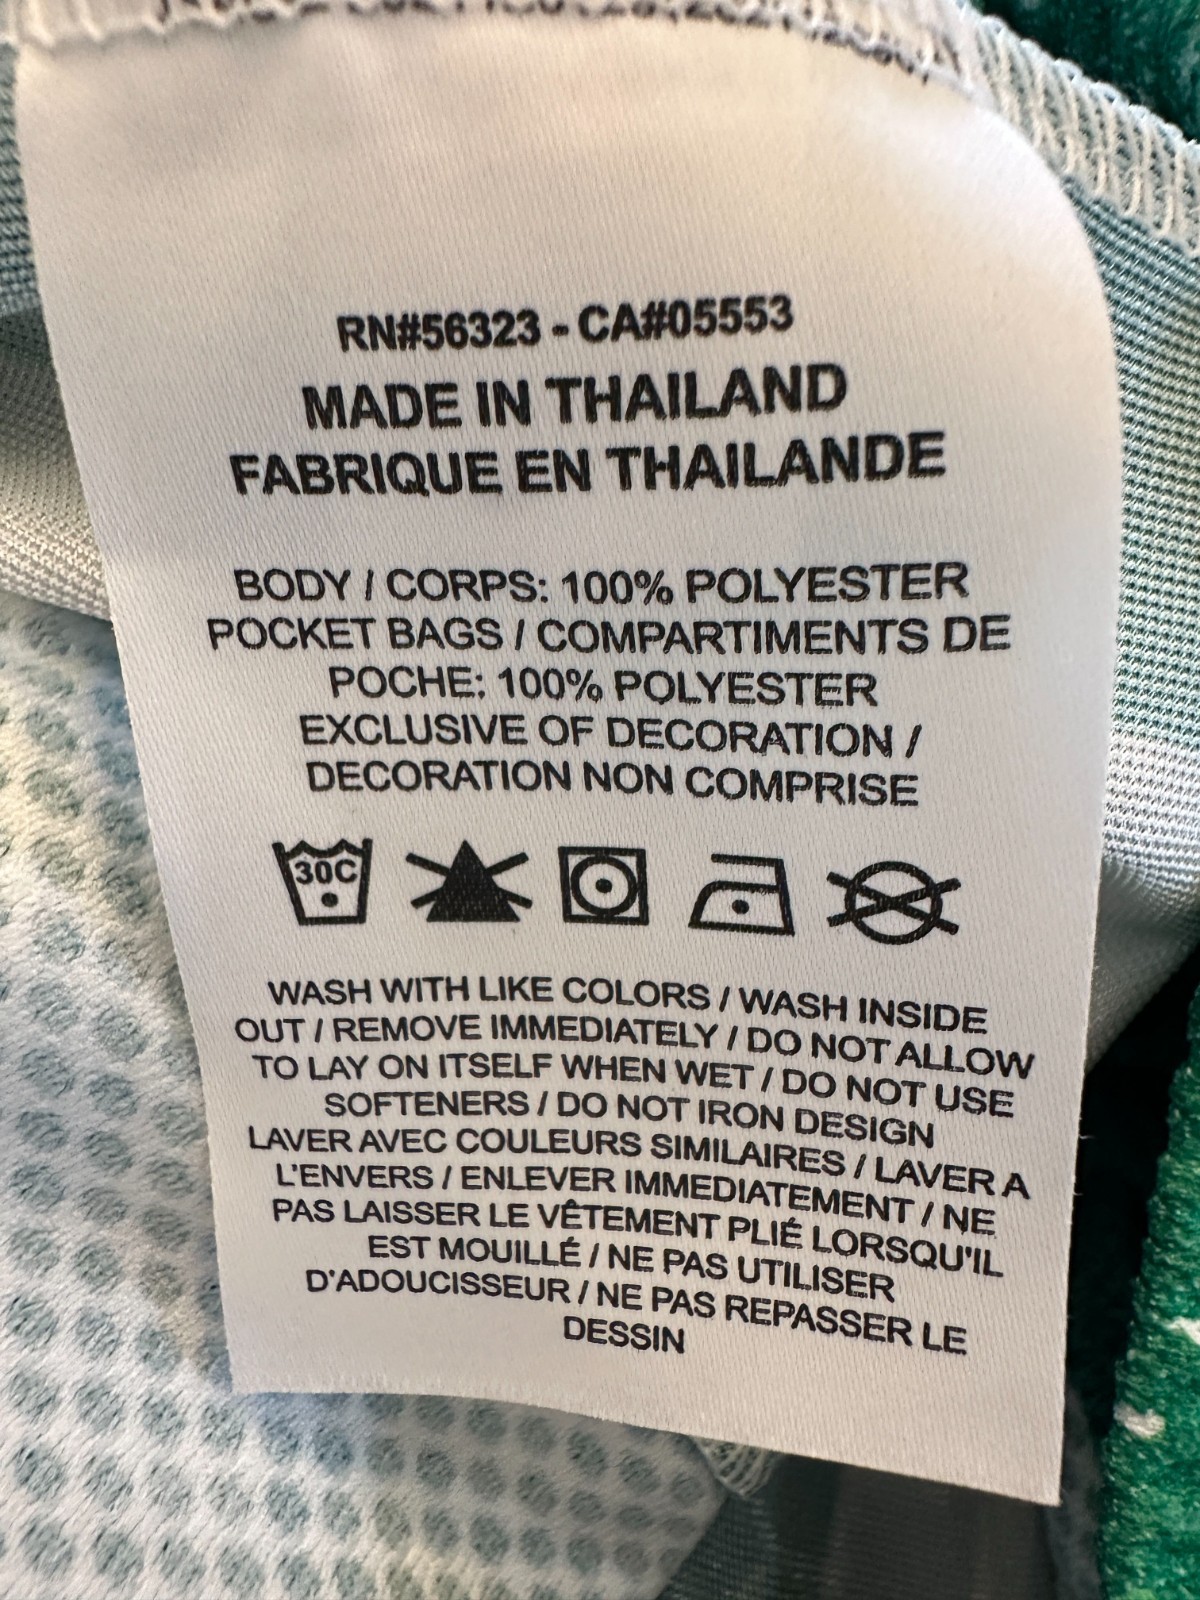 RN#56323 - CA#05553
MADE IN THAILAND
FABRIQUE EN THAILANDE
BODY / CORPS: 100% POLYESTER
POCKET BAGS / COMPARTIMENTS DE
POCHE: 100% POLYESTER
EXCLUSIVE OF DECORATION /
DECORATION NON COMPRISE
30C
WASH WITH LIKE COLORS / WASH INSIDE
OUT / REMOVE IMMEDIATELY / DO NOT ALLOW
TO LAY ON ITSELF WHEN WET / DO NOT USE
SOFTENERS / DO NOT IRON DESIGN
LAVER AVEC COULEURS SIMILAIRES / LAVER A
L'ENVERS / ENLEVER IMMEDIATEMENT / NE
PAS LAISSER LE VÊTEMENT PLIÉ LORSQU'IL
EST MOUILLÉ / NE PAS UTILISER
D'ADOUCISSEUR / NE PAS REPASSER LE
DESSIN